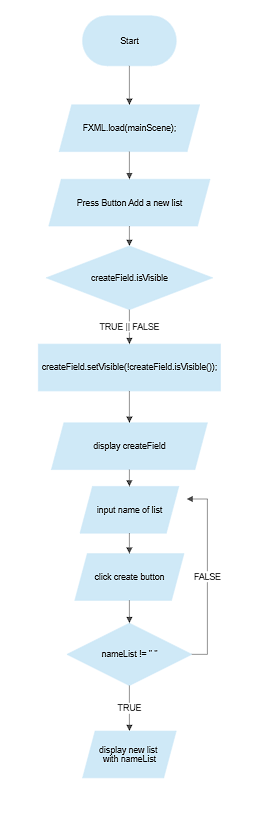 Start
FXML.load(mainScene);
Press Button Add a new list
createField.isVisible
TRUE || FALSE
createField.setVisible(!createField.isVisible());
display createField
input name of list
click create button
FALSE
nameList != " "
TRUE
display new list
with nameList